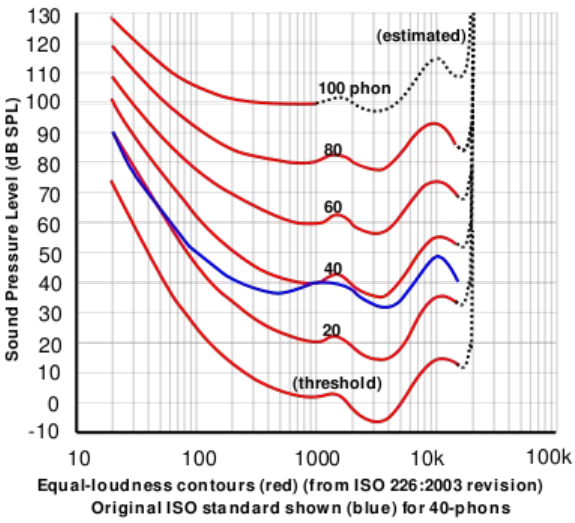 130
120
110
100
90
80
70
60
50
40
30
20
10
0
-10
Sound Pressure Level (dB SPL)
(estimated)
100 phon
80
60
40
20
(threshold)
10 100 1000 10k 100k
Equal-loudness contours (red) (from ISO 226:2003 revision)
Original ISO standard shown (blue) for 40-phons